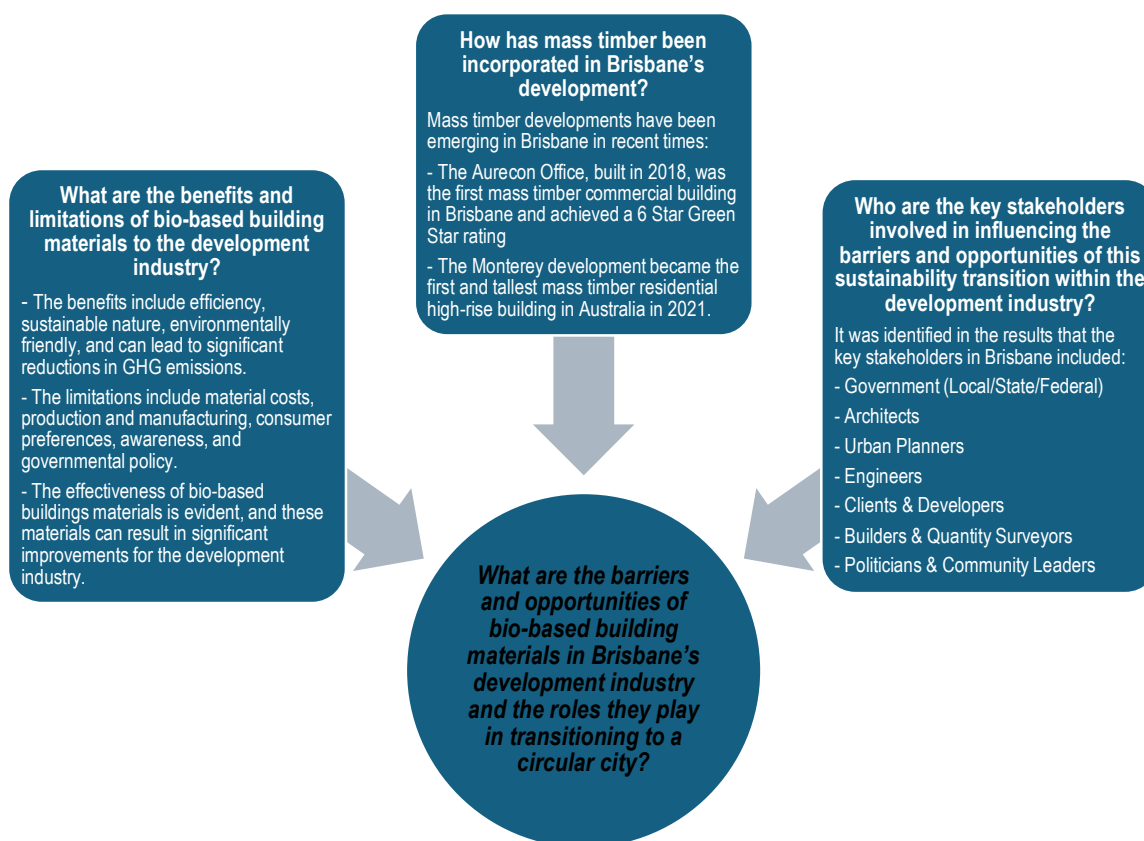 How has mass timber been
incorporated in Brisbane's
development?
Mass timber developments have been
emerging in Brisbane in recent times:
- The Aurecon Office, built in 2018, was
the first mass timber commercial building
in Brisbane and achieved a 6 Star Green
Star rating
- The Monterey development became the
first and tallest mass timber residential
high-rise building in Australia in 2021.
What are the benefits and
limitations of bio-based building
materials to the development
industry?
- The benefits include efficiency,
sustainable nature, environmentally
friendly, and can lead to significant
reductions in GHG emissions.
- The limitations include material costs,
production and manufacturing, consumer
preferences, awareness, and
governmental policy.
- The effectiveness of bio-based
buildings materials is evident, and these
materials can result in significant
improvements for the development
industry.
Who are the key stakeholders
involved in influencing the
barriers and opportunities of this
sustainability transition within the
development industry?
It was identified in the results that the
key stakeholders in Brisbane included:
- Government (Local/State/Federal)
- Architects
- Urban Planners
- Engineers
- Clients & Developers
- Builders & Quantity Surveyors
- Politicians & Community Leaders
What are the barriers
and opportunities of
bio-based building
materials in Brisbane's
development industry
and the roles they play
in transitioning to a
circular city?